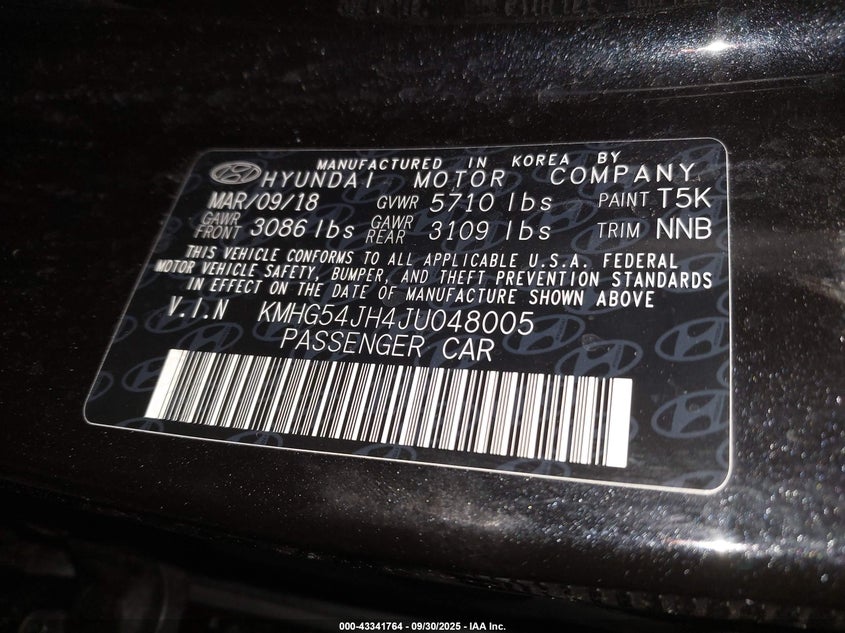 MANUFACTURED IN KOREA BY
HYUNDAI MOTOR COMPANY
MAR/09/18 GVWR 5710 lbs PAINT T5K
GAWR FRONT 3086 lbs GAWR REAR 3109 lbs TRIM NNB
THIS VEHICLE CONFORMS TO ALL APPLICABLE U.S.A. FEDERAL
MOTOR VEHICLE SAFETY, BUMPER, AND THEFT PREVENTION STANDARDS
IN EFFECT ON THE DATE OF MANUFACTURE SHOWN ABOVE
V.I.N KMHG54JH4JU048005
PASSENGER CAR
000-43341764 - 09/30/2025 - IAA Inc.